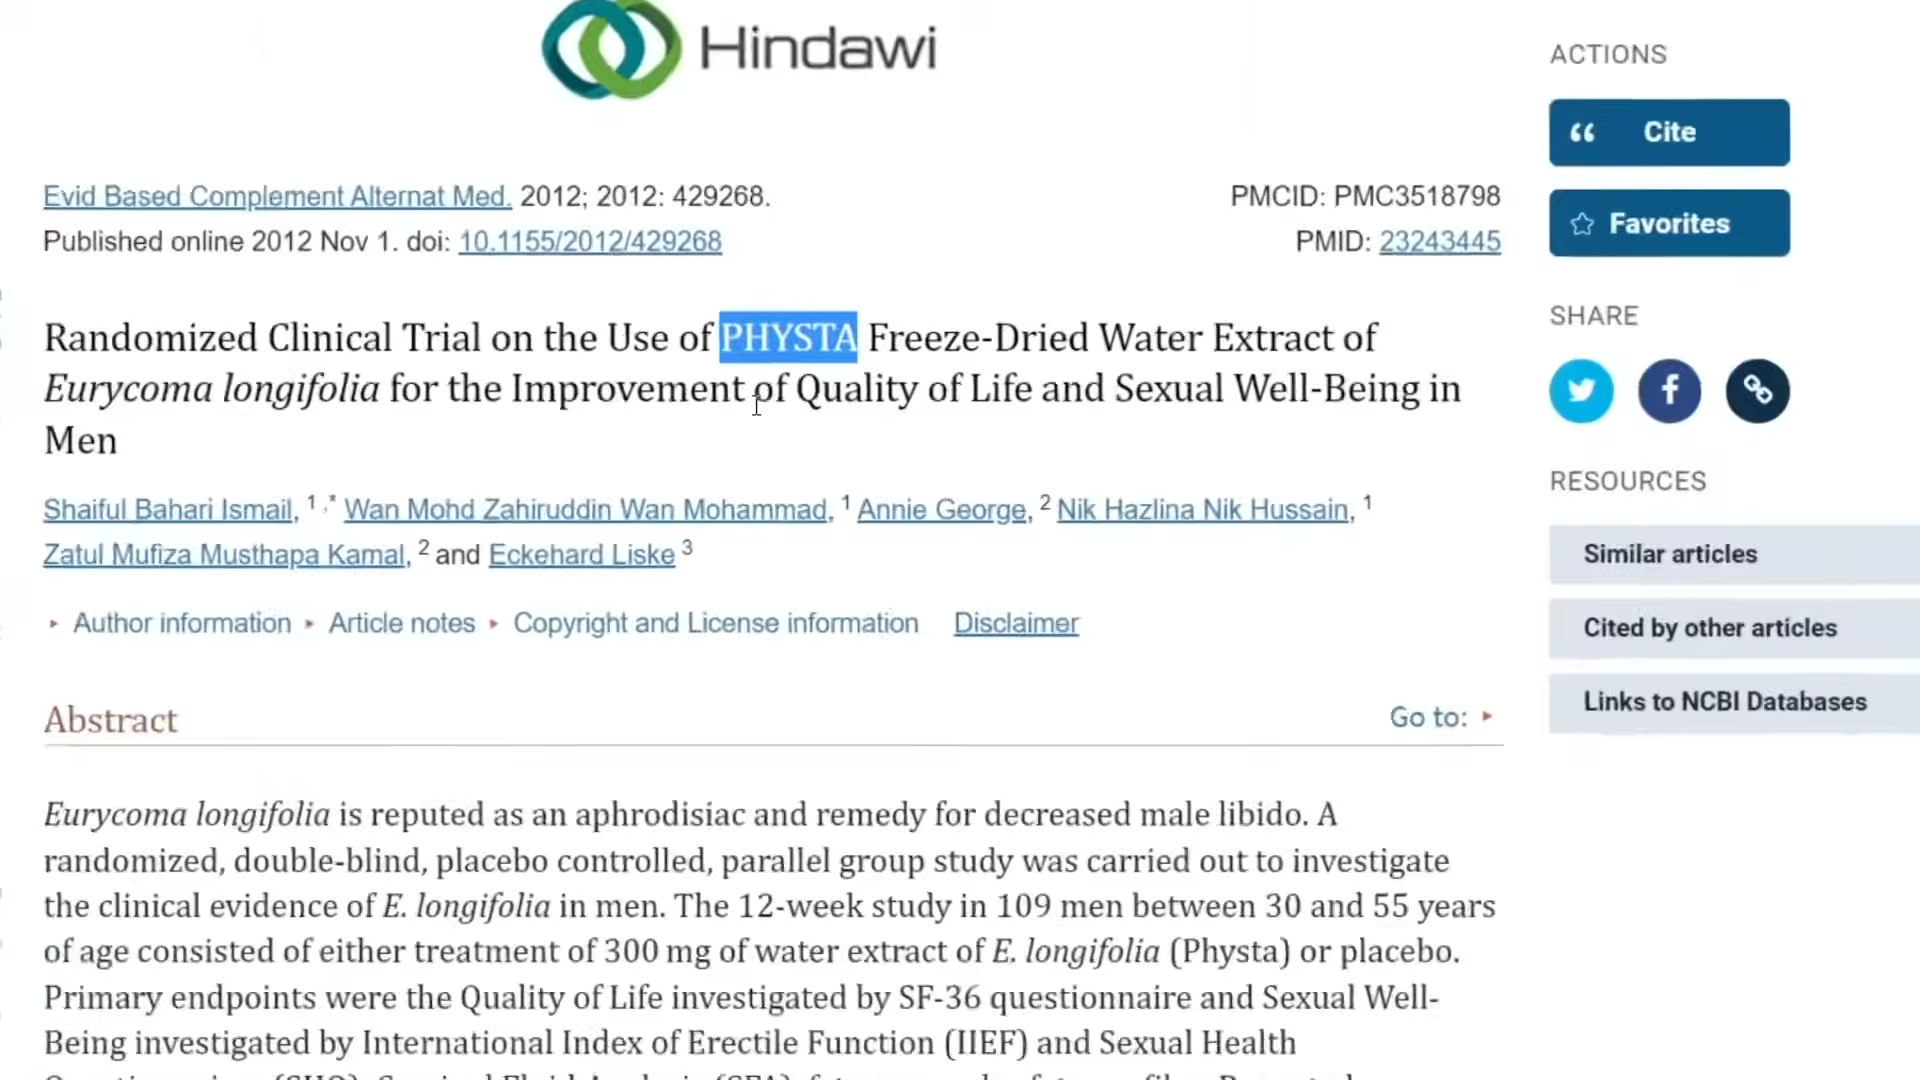 Hindawi
Evid Based Complement Alternat Med. 2012; 2012: 429268.
PMCID: PMC3518798
Published online 2012 Nov 1. doi: 10.1155/2012/429268
PMID: 23243445
Randomized Clinical Trial on the Use of PHYSTA Freeze-Dried Water Extract of
Eurycoma longifolia for the Improvement of Quality of Life and Sexual Well-Being in
Men
Shaiful Bahari Ismail, 1,* Wan Mohd Zahiruddin Wan Mohammad, 1 Annie George, 2 Nik Hazlina Nik Hussain, 1
Zatul Mufiza Musthapa Kamal, 2 and Eckehard Liske 3
Author information Article notes Copyright and License information Disclaimer
Abstract
Go to:
Eurycoma longifolia is reputed as an aphrodisiac and remedy for decreased male libido. A
randomized, double-blind, placebo controlled, parallel group study was carried out to investigate
the clinical evidence of E. longifolia in men. The 12-week study in 109 men between 30 and 55 years
of age consisted of either treatment of 300 mg of water extract of E. longifolia (Physta) or placebo.
Primary endpoints were the Quality of Life investigated by SF-36 questionnaire and Sexual Well-
Being investigated by International Index of Erectile Function (IIEF) and Sexual Health
ACTIONS
Cite
Favorites
SHARE
RESOURCES
Similar articles
Cited by other articles
Links to NCBI Databases